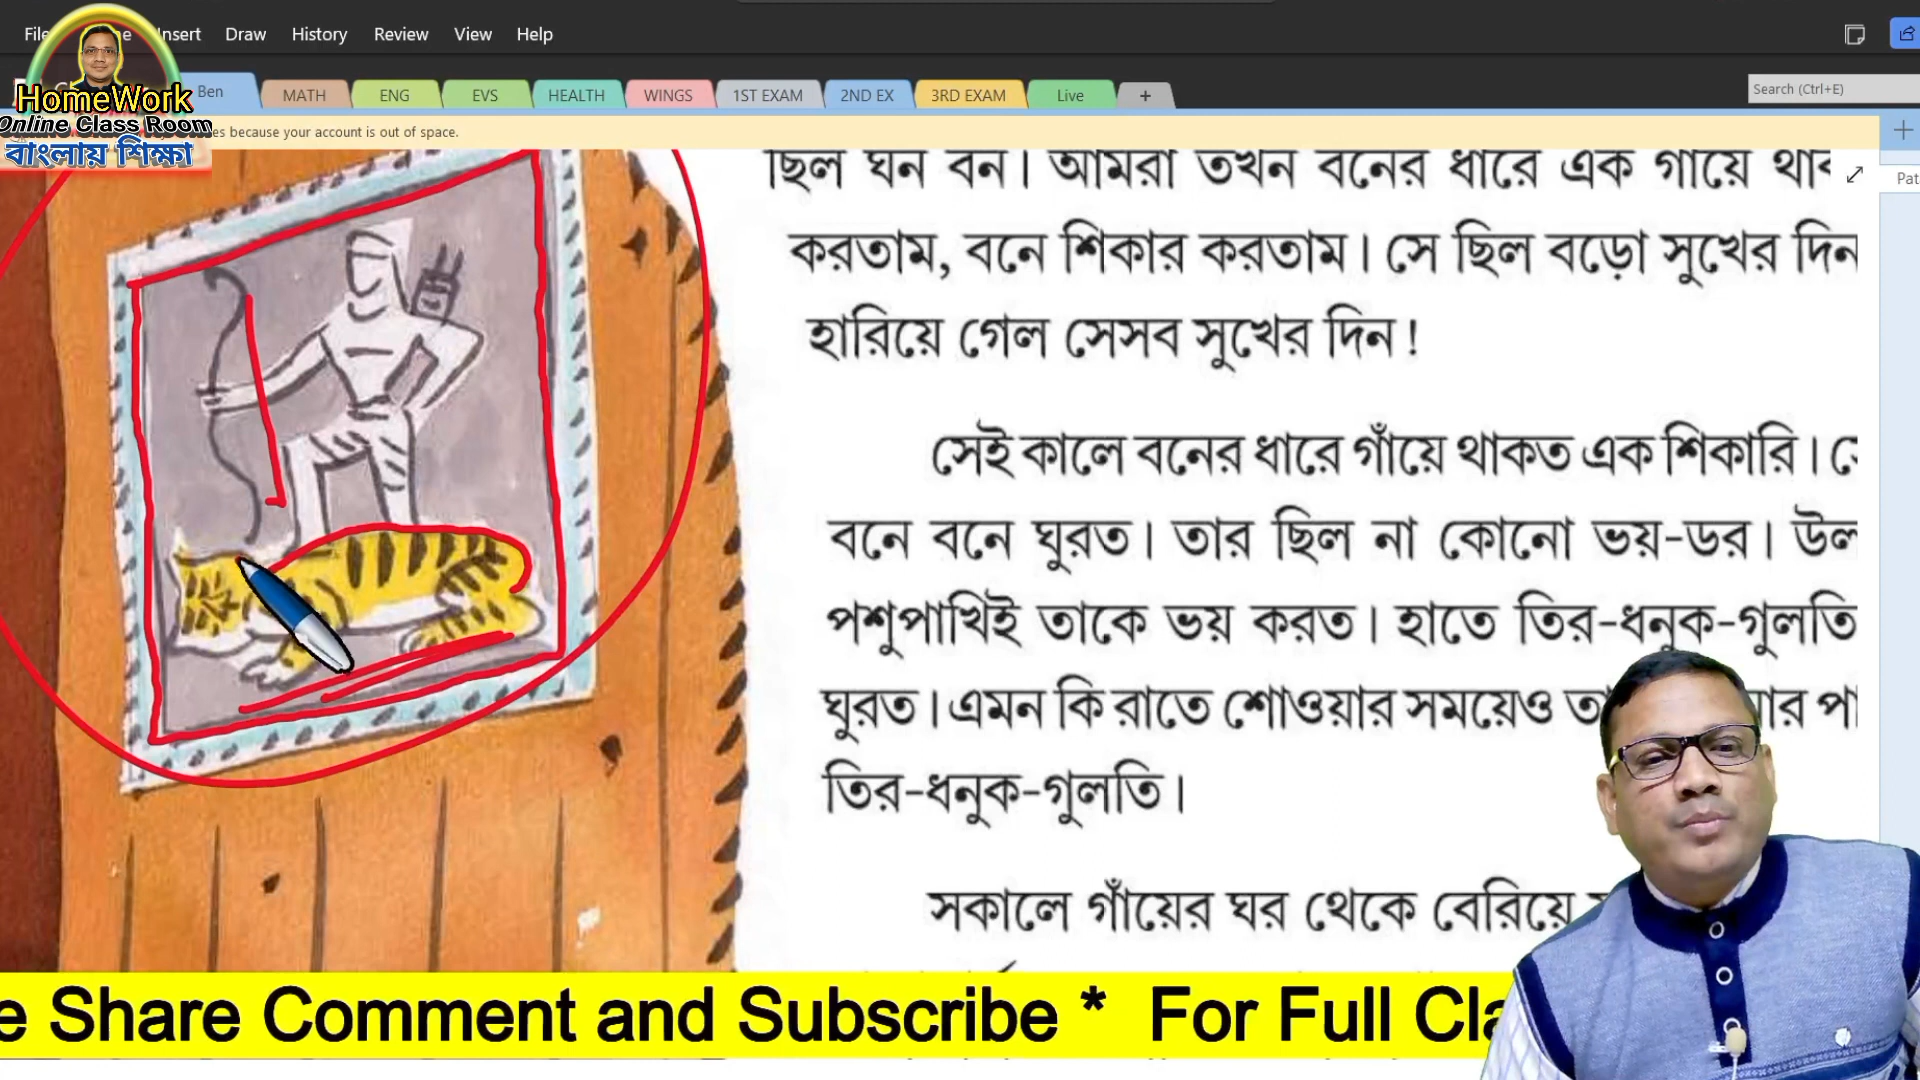 File Insert Draw History Review View Help
HomeWork
Online Class Room
বাংলায় শিক্ষা
Ben MATH ENG EVS HEALTH WINGS 1ST EXAM 2ND EX 3RD EXAM Live +
Search (Ctrl+E)
because your account is out of space.
Pat
ছিল ঘন বন। আমরা তখন বনের ধারে এক গাঁয়ে
করতাম, বনে শিকার করতাম। সে ছিল বড়ো সুখের দিন
হারিয়ে গেল সেসব সুখের দিন!
সেই কালে বনের ধারে গাঁয়ে থাকত এক শিকারি।
বনে বনে ঘুরত। তার ছিল না কোনো ভয়-ডর।
পশুপাখিই তাকে ভয় করত। হাতে তির-ধনুক-গুলতি
ঘুরত। এমন কি রাতে শোওয়ার সময়েও
তির-ধনুক-গুলতি।
সকালে গাঁয়ের ঘর থেকে বেরিয়ে
Share Comment and Subscribe * For Full